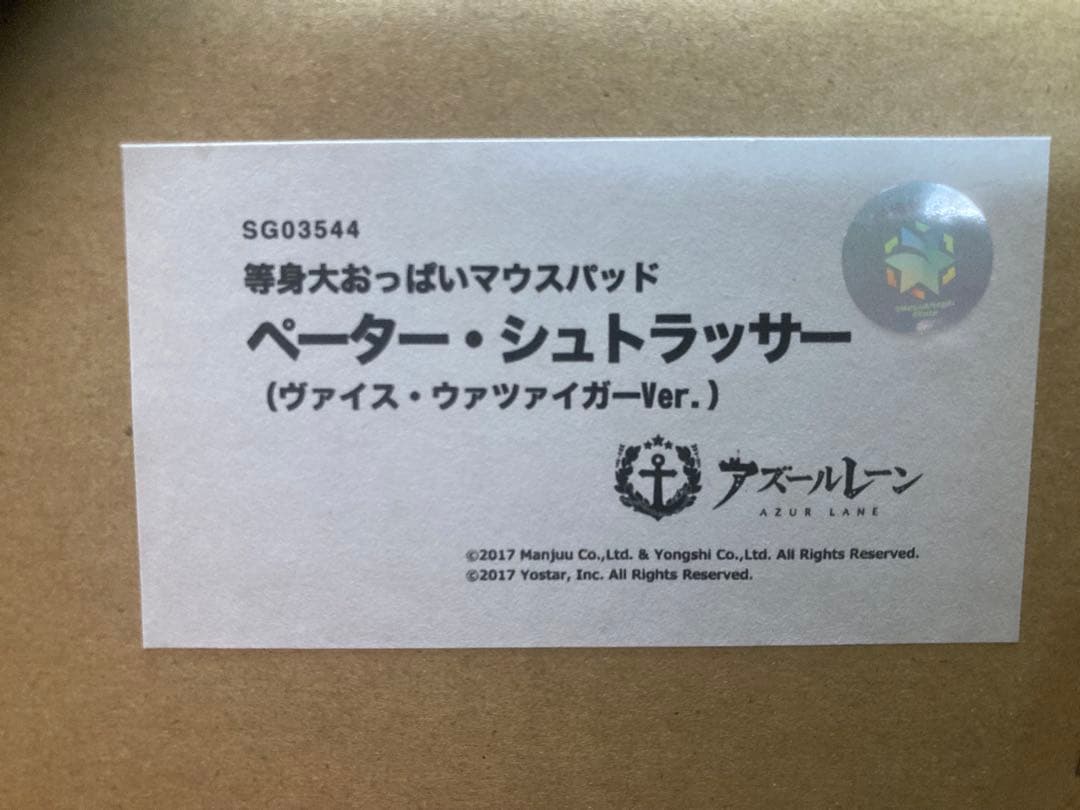 SG03544
等身大おっぱいマウスパッド
ペーター・シュトラッサー
(ヴァイス・ウァツァイガーVer.)
アズールレーン
AZUR LANE
©2017 Manjuu Co.,Ltd. & Yongshi Co.,Ltd. All Rights Reserved.
©2017 Yostar, Inc. All Rights Reserved.